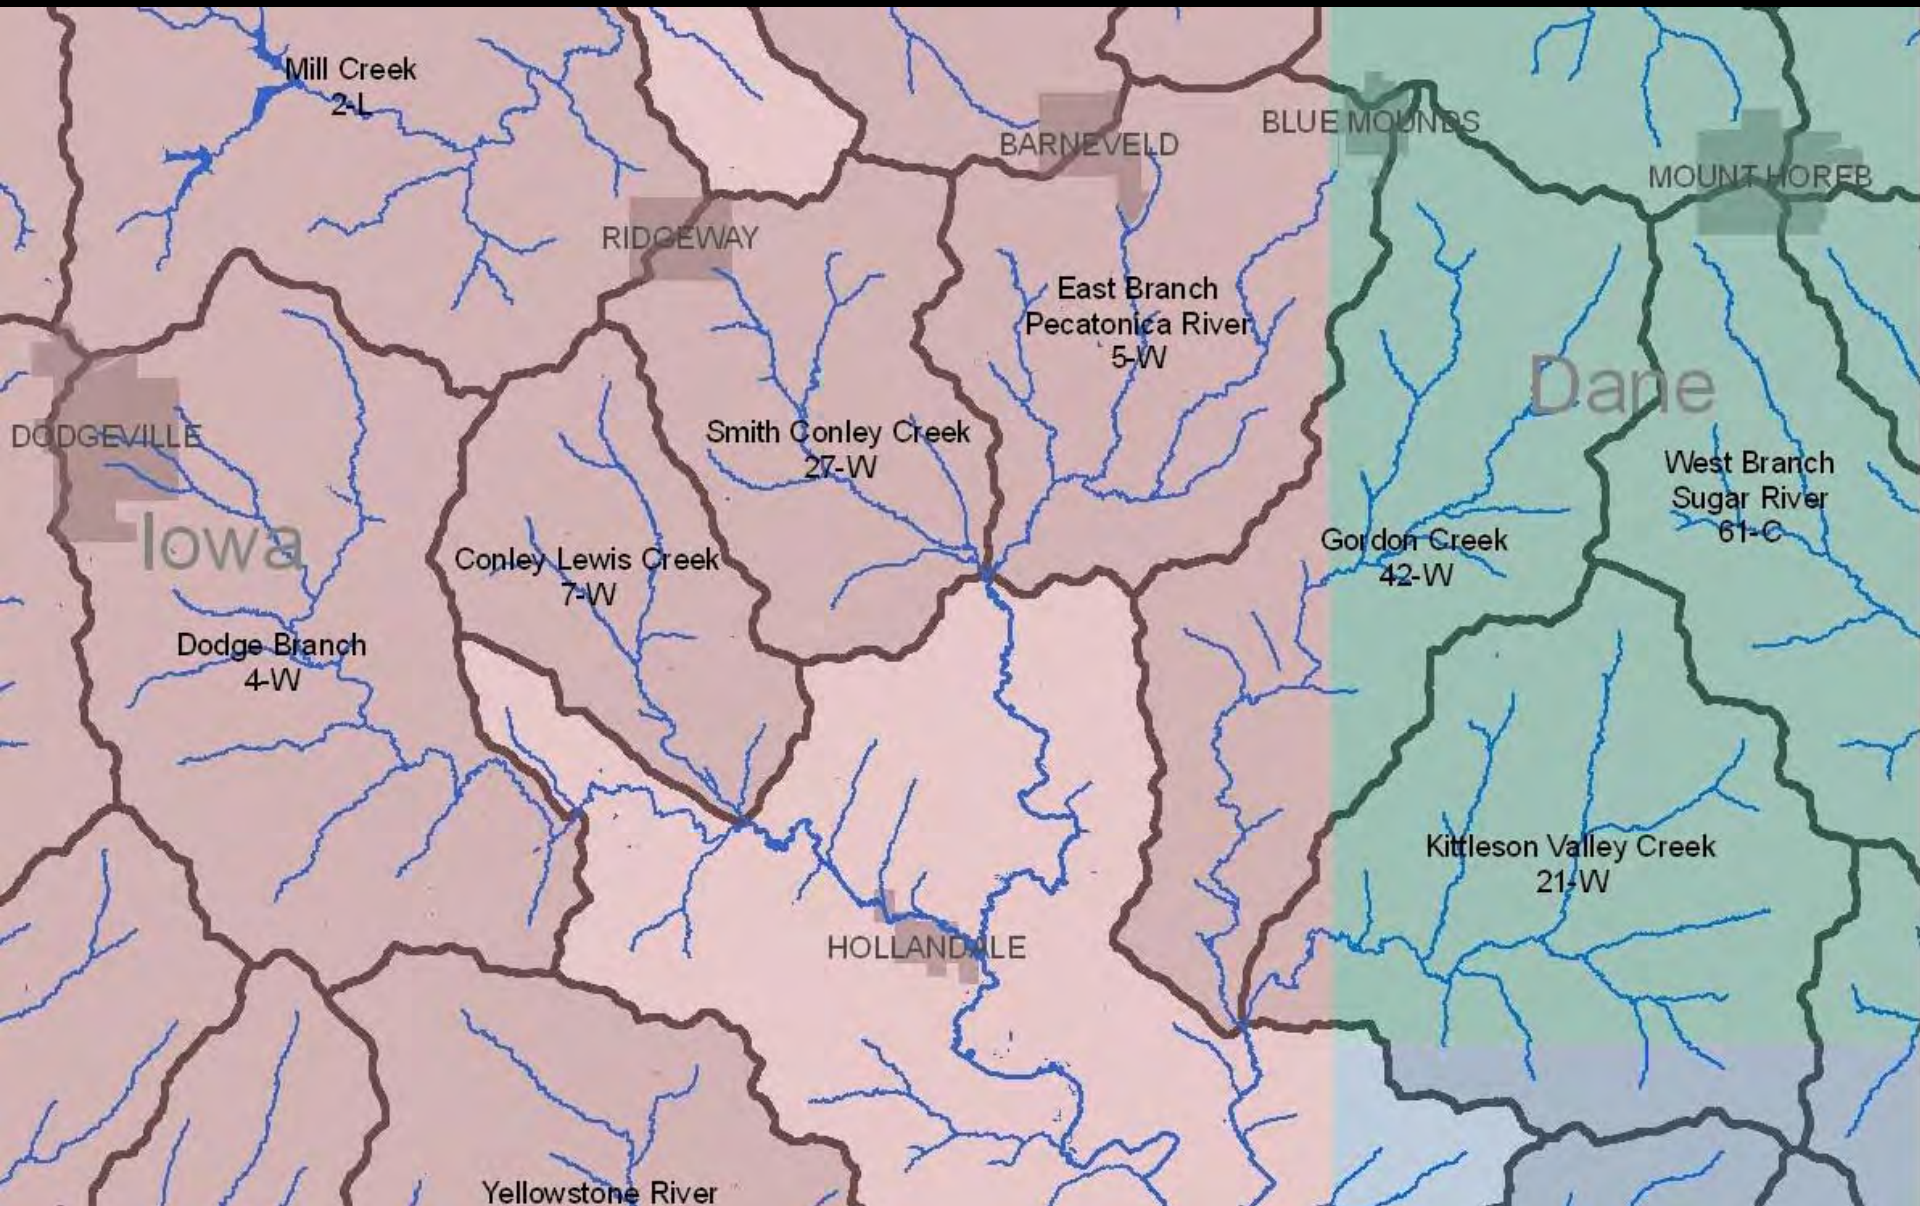 Mill Creek
2-L
BLUE MOUNDS
BARNEVELD
MOUNT HOREB
RIDGEWAY
East Branch
Pecatonica River
5-W
Dane
DODGEVILLE
Smith Conley Creek
27-W
West Branch
Sugar River
61-C
Iowa
Conley Lewis Creek
7-W
Gordon Creek
42-W
Dodge Branch
4-W
Kittleson Valley Creek
21-W
HOLLANDALE
Yellowstone River